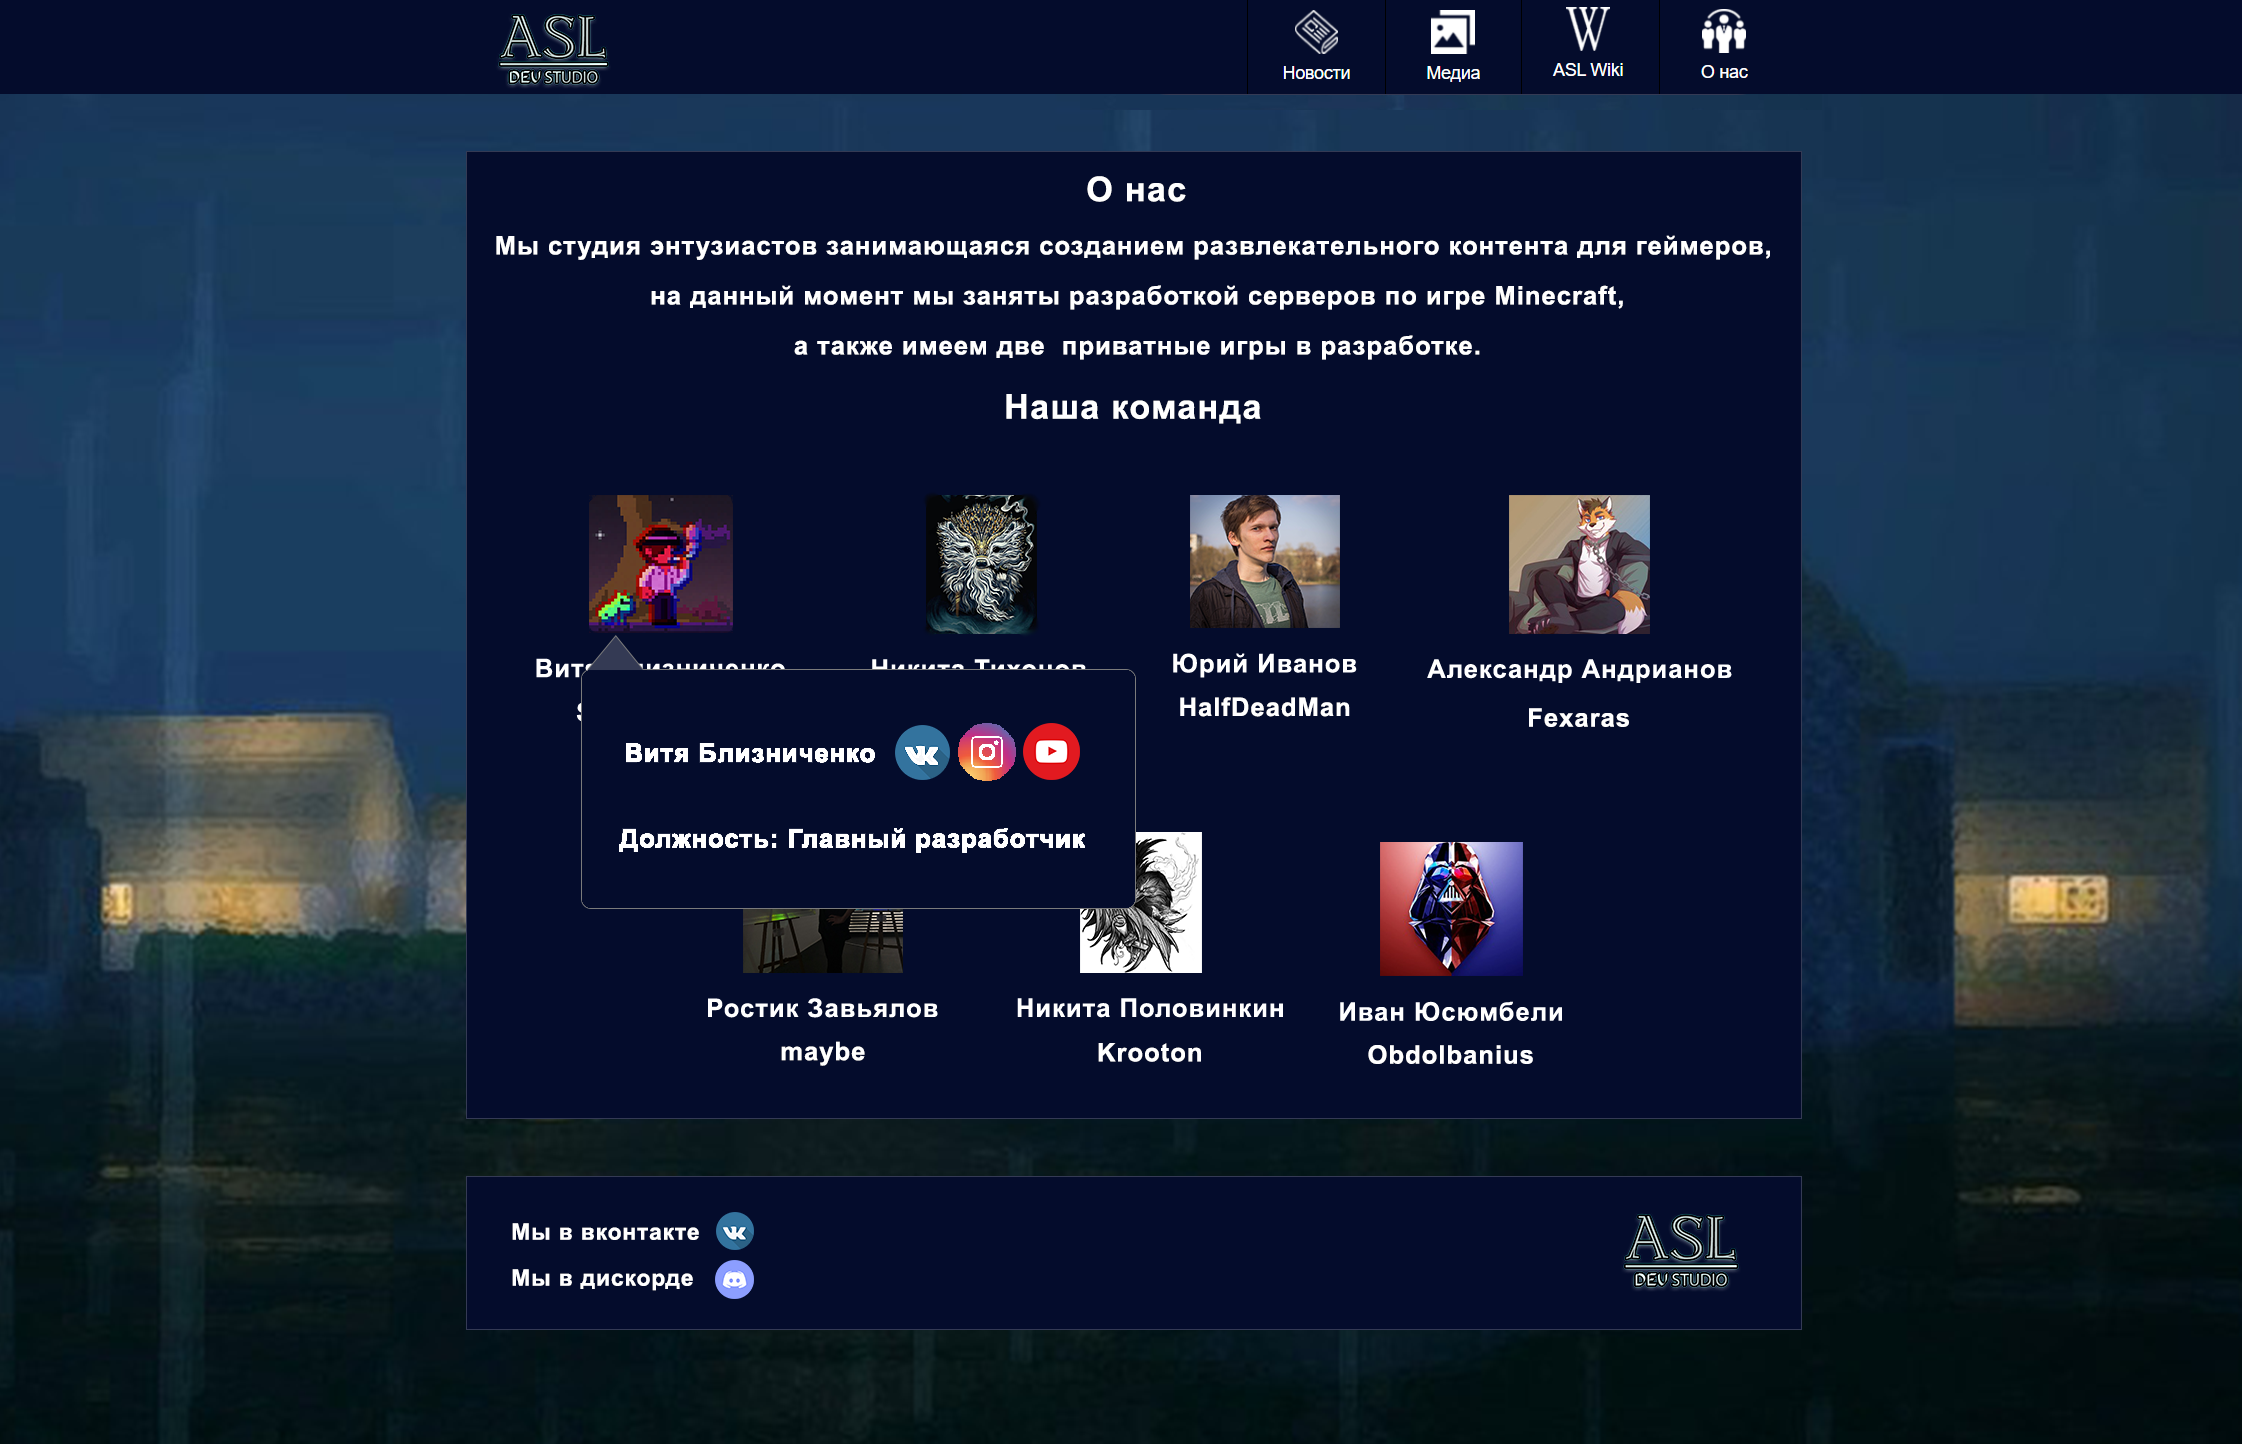 ASL
DEV STUDIO
Новости
Медиа
ASL Wiki
О нас
О нас
Мы студия энтузиастов занимающаяся созданием развлекательного контента для геймеров,
на данный момент мы заняты разработкой серверов по игре Minecraft,
а также имеем две  приватные игры в разработке.
Наша команда
Юрий Иванов
HalfDeadMan
Александр Андрианов
Fexaras
Никита Тихонов
Витя Близниченко
Должность: Главный разработчик
Ростик Завьялов
maybe
Никита Половинкин
Krooton
Иван Юсюмбели
Obdolbanius
Мы в вконтакте
Мы в дискорде
ASL
DEV STUDIO